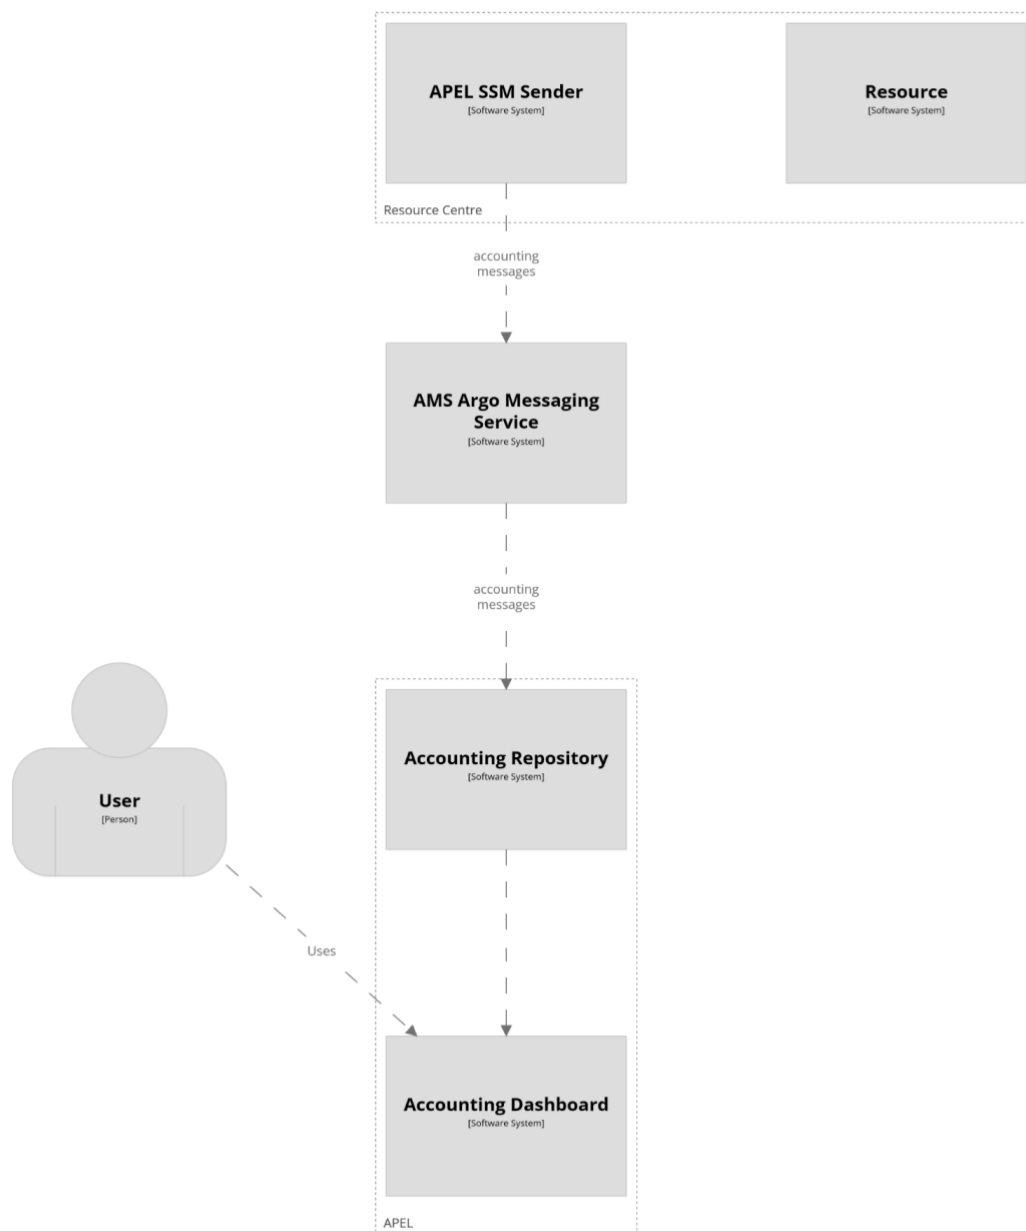 APEL SSM Sender
[Software System]
Resource
[Software System]
Resource Centre
accounting
messages
AMS Argo Messaging
Service
[Software System]
accounting
messages
Accounting Repository
[Software System]
User
[Person]
Uses
Accounting Dashboard
[Software System]
APEL